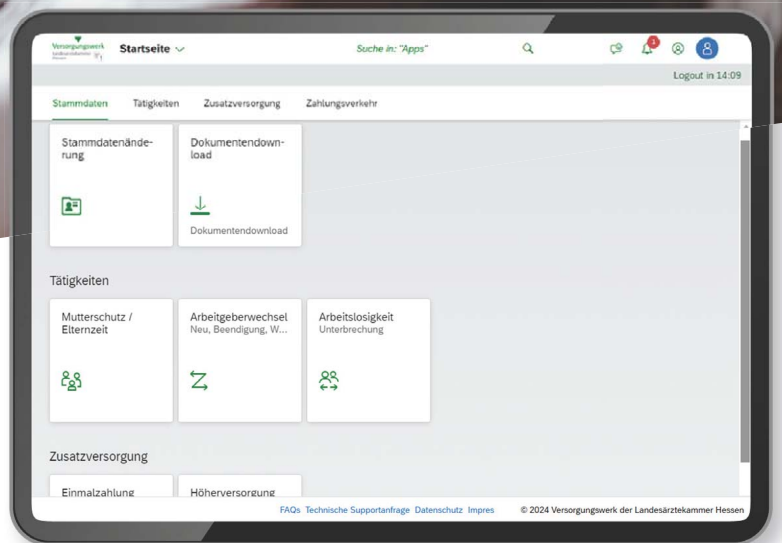 Versorgungswerk
Startseite
Suche in: "Apps"
1
Logout in 14:09
Stammdaten Tätigkeiten Zusatzversorgung Zahlungsverkehr
Stammdatenände-
rung
Dokumentendown-
load
Dokumentendownload
Tätigkeiten
Mutterschutz /
Elternzeit
Arbeitgeberwechsel
Neu, Beendigung, W...
Arbeitslosigkeit
Unterbrechung
Zusatzversorgung
Einmalzahlung
Höherversorgung
FAQs Technische Supportanfrage Datenschutz Impres © 2024 Versorgungswerk der Landesärztekammer Hessen